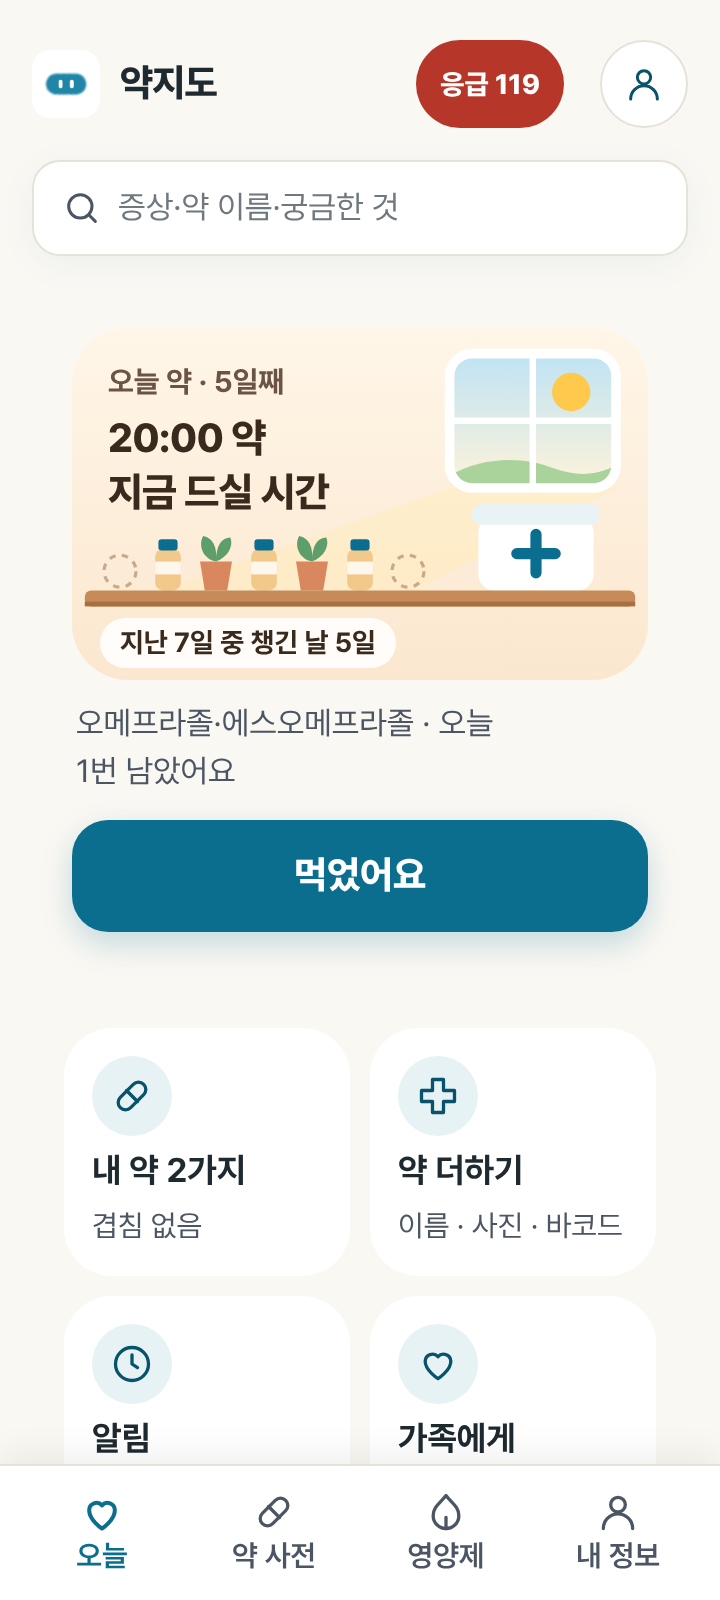 약지도
응급 119
증상·약 이름·궁금한 것
오늘 약 · 5일째
20:00 약
지금 드실 시간
지난 7일 중 챙긴 날 5일
오메프라졸·에스오메프라졸 · 오늘
1번 남았어요
먹었어요
내 약 2가지
겹침 없음
약 더하기
이름 · 사진 · 바코드
알림
가족에게
오늘
약 사전
영양제
내 정보